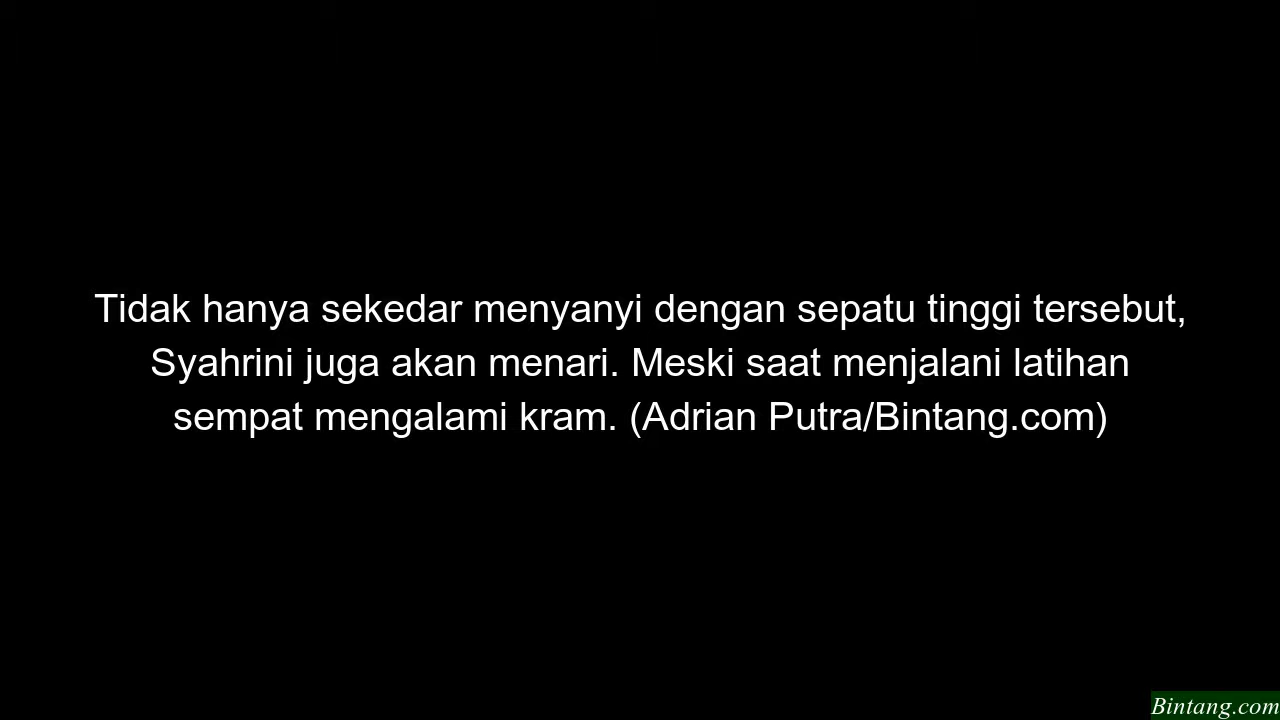 Tidak hanya sekedar menyanyi dengan sepatu tinggi tersebut,
Syahrini juga akan menari. Meski saat menjalani latihan
sempat mengalami kram. (Adrian Putra/Bintang.com)
Bintang.com